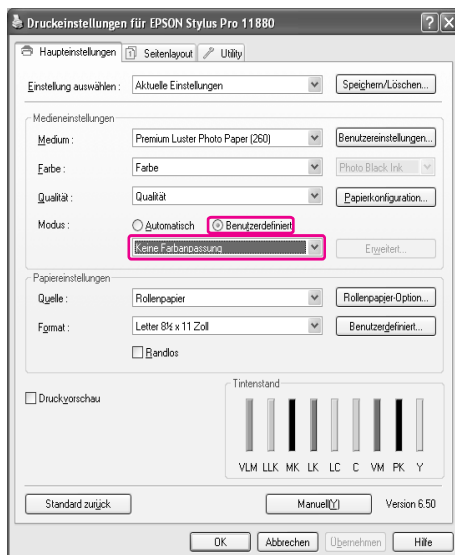 Druckeinstellungen für EPSON Stylus Pro 11880
Haupteinstellungen Seitenlayout Utility
Einstellung auswählen : Aktuelle Einstellungen Speichern/Löschen...
Medieneinstellungen
Medium : Premium Luster Photo Paper (260) Benutzereinstellungen...
Farbe : Farbe Photo Black Ink
Qualität : Qualität Papierkonfiguration...
Modus : Automatisch Benutzerdefiniert
Keine Farbanpassung Erweitert...
Papiereinstellungen
Quelle : Rollenpapier Rollenpapier-Option...
Format : Letter 8½ x 11 Zoll Benutzerdefiniert...
Randlos
Druckvorschau
Tintenstand
VLM LLK MK LK LC C VM PK Y
Standard zurück Manuell(Y) Version 6.50
OK Abbrechen Übernehmen Hilfe